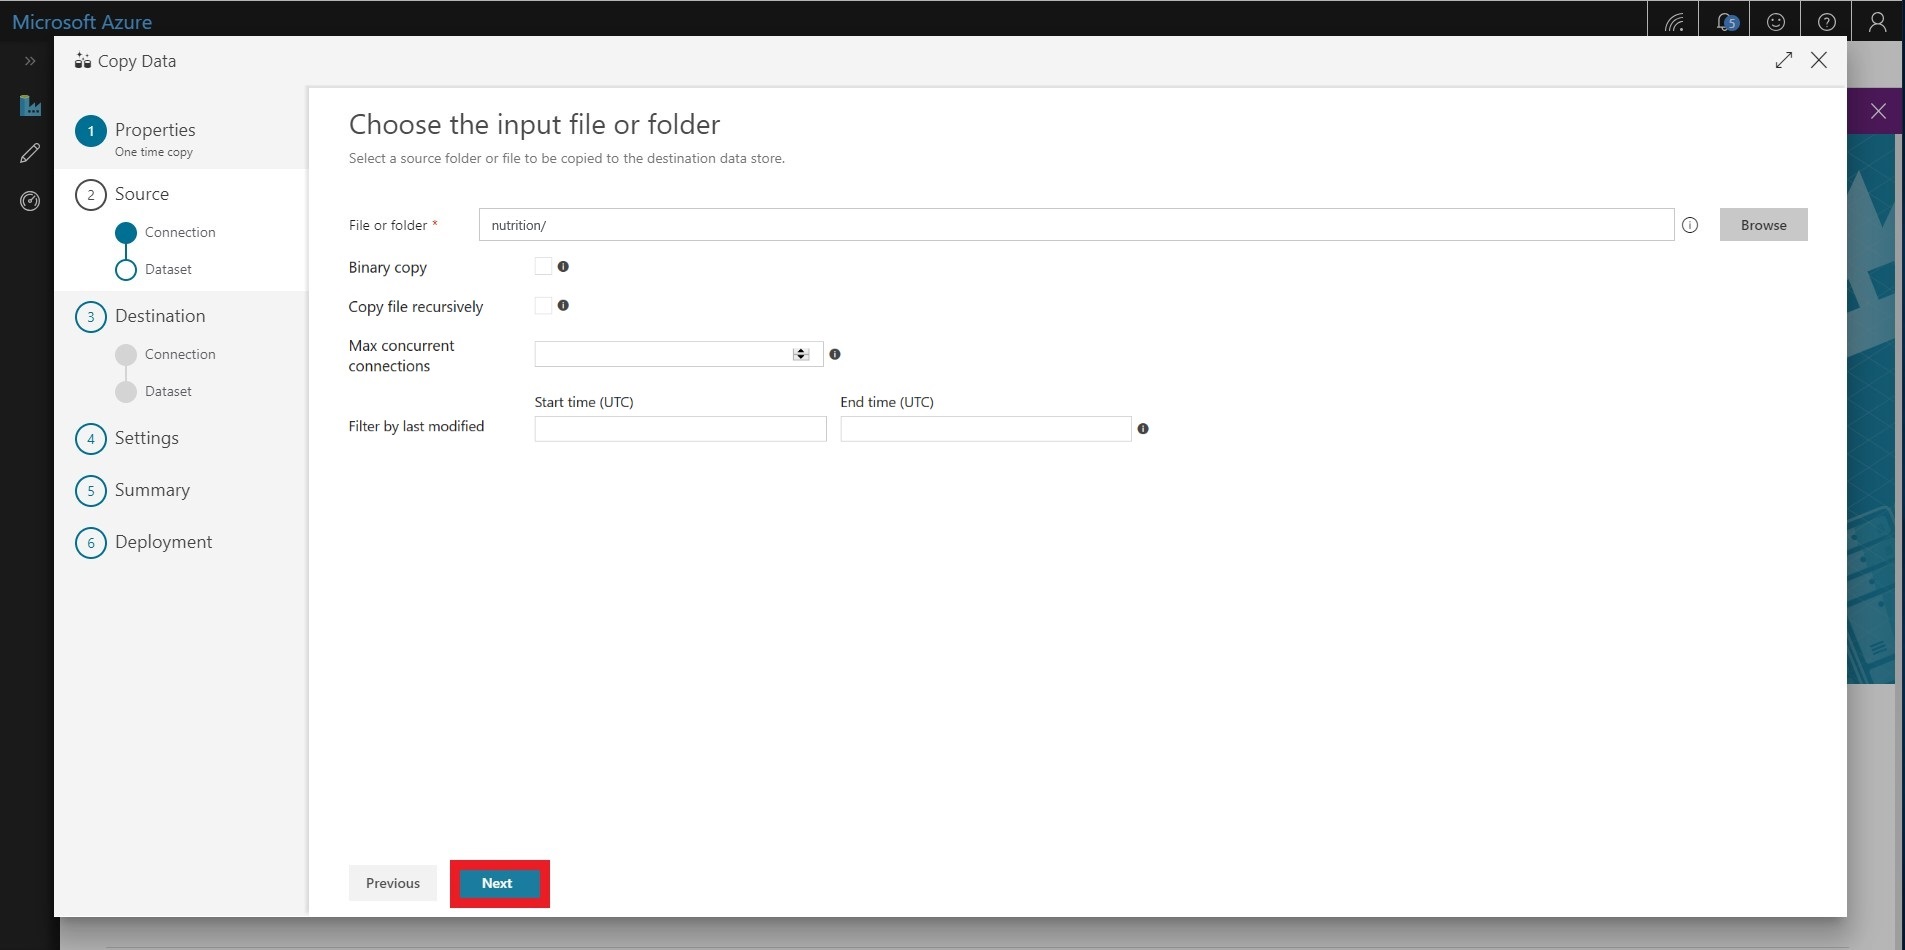 Microsoft Azure
5
Copy Data
1 Properties
One time copy
2 Source
Connection
Dataset
3 Destination
Connection
Dataset
4 Settings
5 Summary
6 Deployment
Choose the input file or folder
Select a source folder or file to be copied to the destination data store.
File or folder * nutrition/ Browse
Binary copy
Copy file recursively
Max concurrent
connections
Start time (UTC) End time (UTC)
Filter by last modified
Previous Next